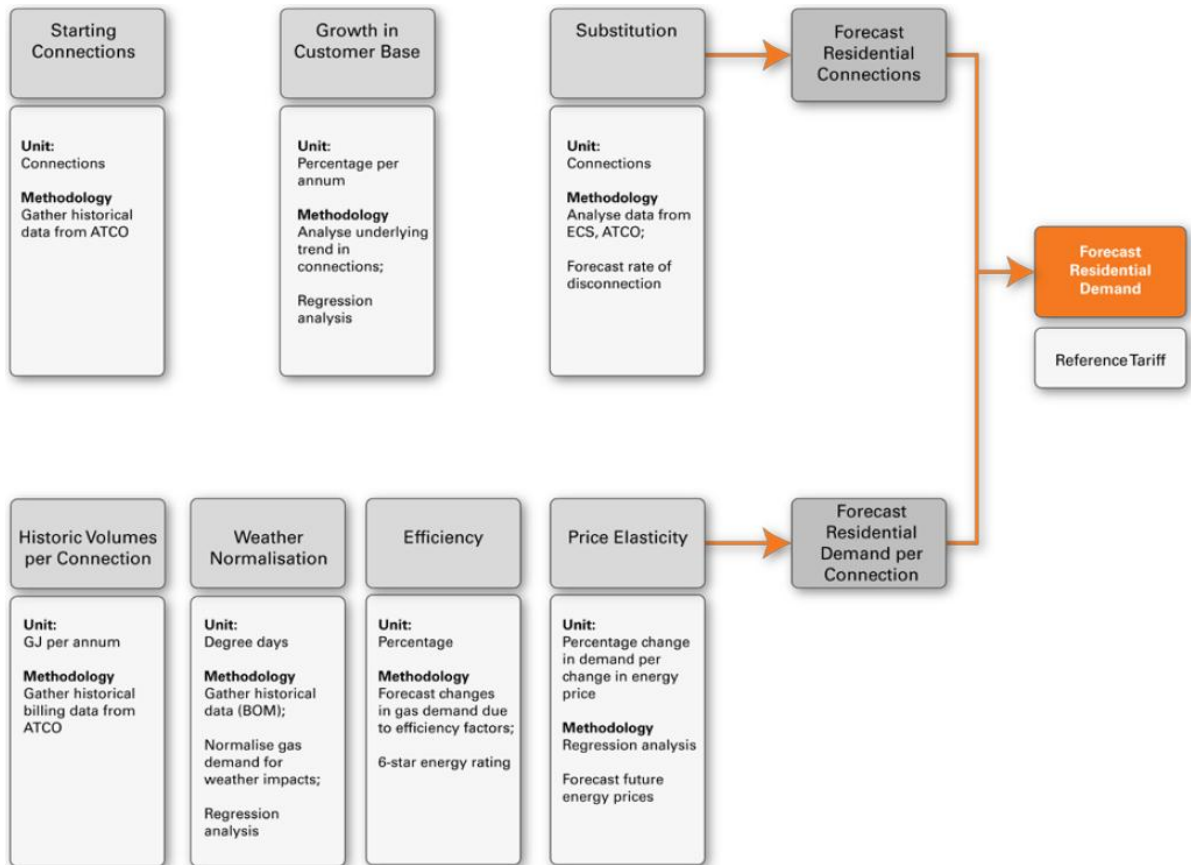 Starting
Connections
Unit:
Connections
Methodology
Gather historical
data from ATCO
Growth in
Customer Base
Unit:
Percentage per
annum
Methodology
Analyse underlying
trend in
connections;
Regression
analysis
Substitution
Unit:
Connections
Methodology
Analyse data from
ECS, ATCO;
Forecast rate of
disconnection
Forecast
Residential
Connections
Forecast
Residential
Demand
Reference Tariff
Historic Volumes
per Connection
Unit:
GJ per annum
Methodology
Gather historical
billing data from
ATCO
Weather
Normalisation
Unit:
Degree days
Methodology
Gather historical
data (BOM);
Normalise gas
demand for
weather impacts;
Regression
analysis
Efficiency
Unit:
Percentage
Methodology
Forecast changes
in gas demand due
to efficiency factors;
6-star energy rating
Price Elasticity
Unit:
Percentage change
in demand per
change in energy
price
Methodology
Regression analysis
Forecast future
energy prices
Forecast
Residential
Demand per
Connection